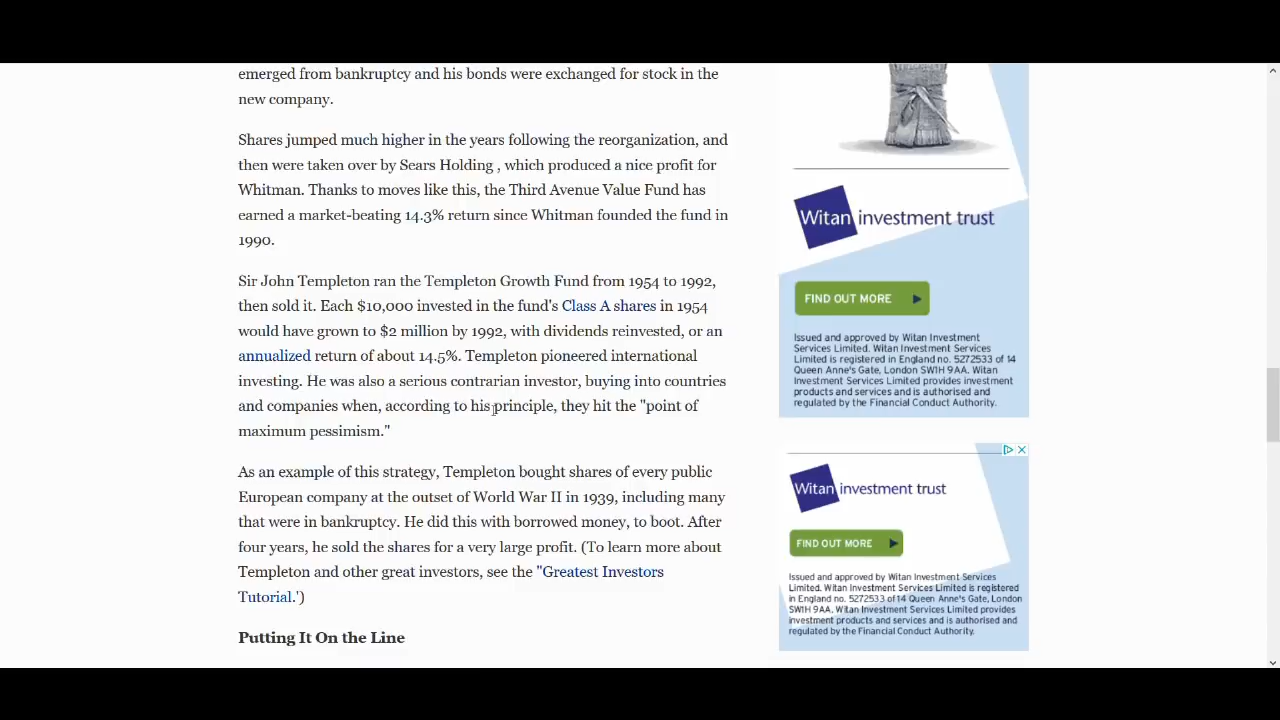 emerged from bankruptcy and his bonds were exchanged for stock in the
new company.
Shares jumped much higher in the years following the reorganization, and
then were taken over by Sears Holding , which produced a nice profit for
Whitman. Thanks to moves like this, the Third Avenue Value Fund has
earned a market-beating 14.3% return since Whitman founded the fund in
1990.
Sir John Templeton ran the Templeton Growth Fund from 1954 to 1992,
then sold it. Each $10,000 invested in the fund's Class A shares in 1954
would have grown to $2 million by 1992, with dividends reinvested, or an
annualized return of about 14.5%. Templeton pioneered international
investing. He was also a serious contrarian investor, buying into countries
and companies when, according to his principle, they hit the "point of
maximum pessimism."
As an example of this strategy, Templeton bought shares of every public
European company at the outset of World War II in 1939, including many
that were in bankruptcy. He did this with borrowed money, to boot. After
four years, he sold the shares for a very large profit. (To learn more about
Templeton and other great investors, see the "Greatest Investors
Tutorial.')
Putting It On the Line
Witan investment trust
FIND OUT MORE
Issued and approved by Witan Investment
Services Limited. Witan Investment Services
Limited is registered in England no. 5272533 of 14
Queen Anne's Gate, London SW1H 9AA. Witan
Investment Services Limited provides investment
products and services and is authorised and
regulated by the Financial Conduct Authority.
Witan investment trust
FIND OUT MORE
Issued and approved by Witan Investment Services
Limited. Witan Investment Services Limited is registered
in England no. 5272533 of 14 Queen Anne's Gate, London
SW1H 9AA. Witan Investment Services Limited provides
investment products and services and is authorised and
regulated by the Financial Conduct Authority.